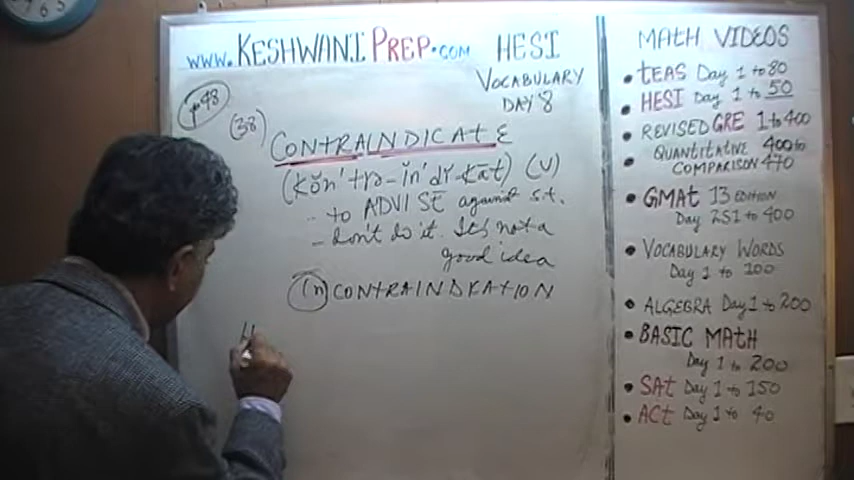 www.KESHWANIPREP.com HESI
VOCABULARY
DAY 8
p48
(38) CONTRAINDICATE
(kŏn'trə-ĭn'dĭ-kāt) (v)
.. to ADVISE against s.t.
- don't do it. It's not a
good idea
(n) CONTRAINDICATION
MATH VIDEOS
• TEAS Day 1 to 80
• HESI Day 1 to 50
• REVISED GRE 1 to 400
• QUANTITATIVE 400 to
COMPARISON 470
• GMAT 13 EDITION
Day 251 to 400
• VOCABULARY WORDS
Day 1 to 100
• ALGEBRA Day 1 to 200
• BASIC MATH
Day 1 to 200
• SAT Day 1 to 150
• ACT Day 1 to 40